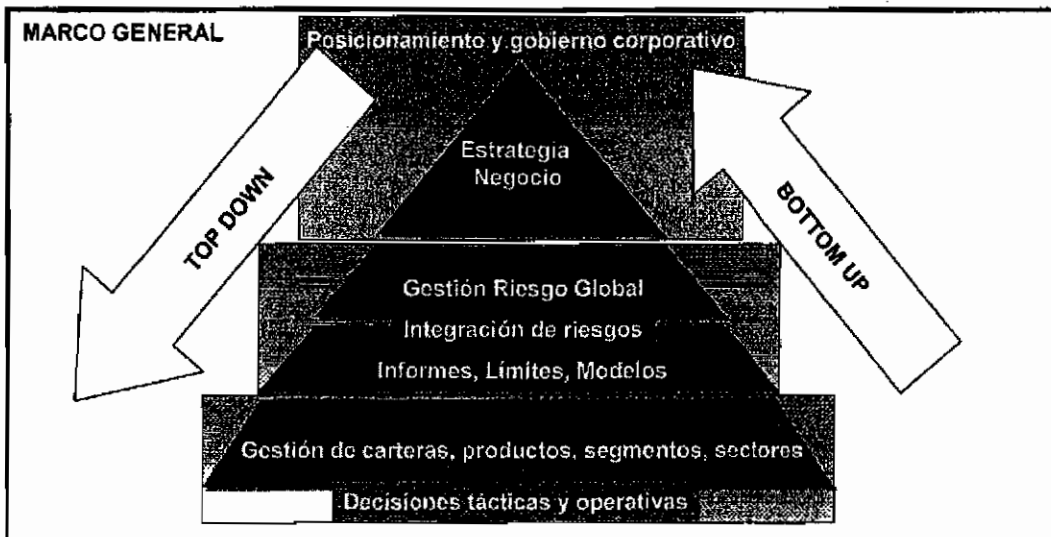 MARCO GENERAL
Posicionamiento y gobierno corporativo
Estrategia
Negocio
TOP DOWN
BOTTOM UP
Gestión Riesgo Global
Integración de riesgos
Informes, Límites, Modelos
Gestión de carteras, productos, segmentos, sectores
Decisiones tácticas y operativas